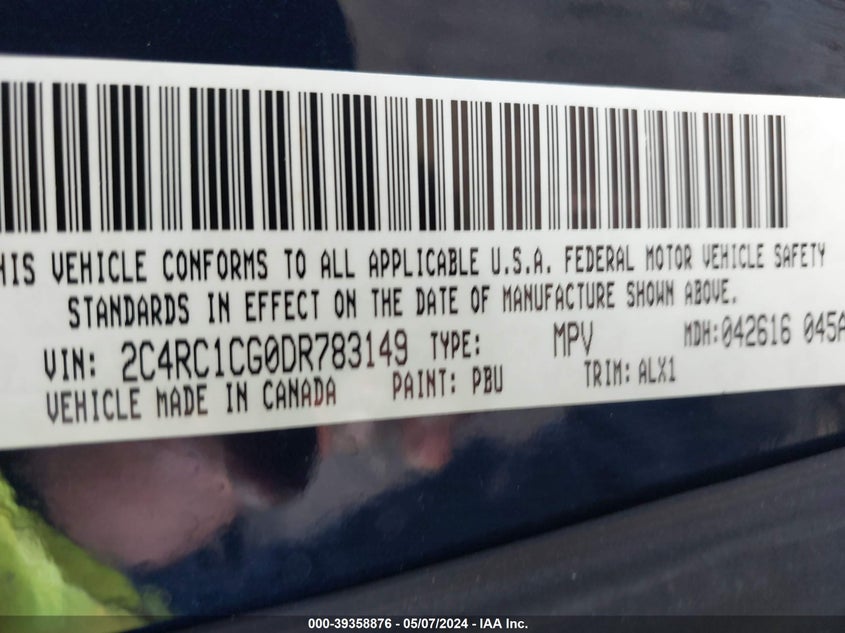 HIS VEHICLE CONFORMS TO ALL APPLICABLE U.S.A. FEDERAL MOTOR VEHICLE SAFETY
STANDARDS IN EFFECT ON THE DATE OF MANUFACTURE SHOWN ABOVE.
VIN: 2C4RC1CG0DR783149 TYPE: MPV MDH:042616 045A
VEHICLE MADE IN CANADA PAINT: PBU TRIM: ALX1
000-39358876 - 05/07/2024 - IAA Inc.